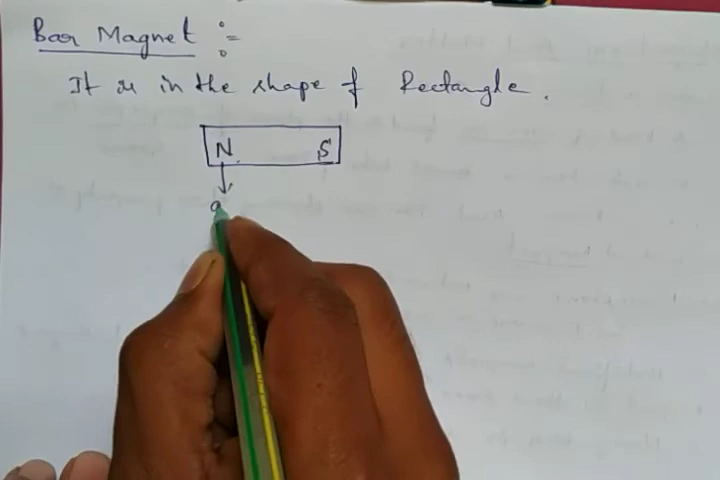 Bar Magnet :=
It is in the shape of Rectangle.
N S